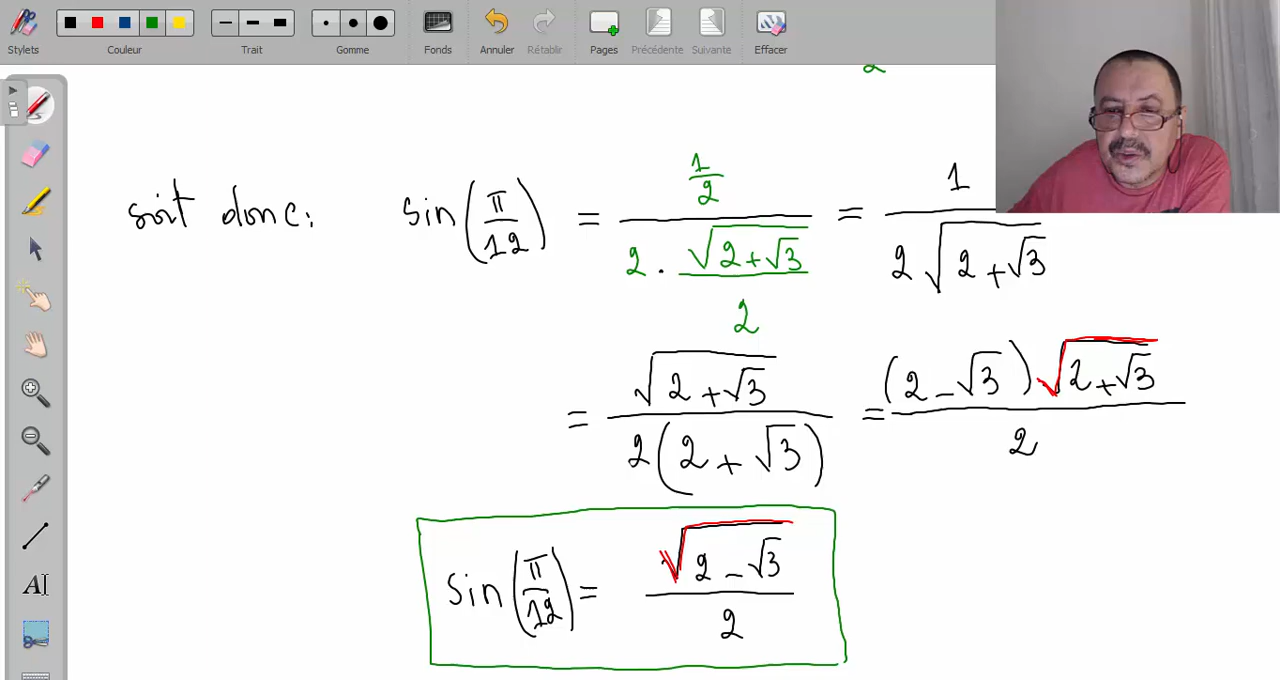 Stylets Couleur Trait Gomme Fonds Annuler Rétablir Pages Précédente Suivante Effacer
2
soit donc: sin(π/12) = (1/2)/(2 · √(2+√3)/2) = 1/(2√(2+√3))
= √(2+√3)/(2(2+√3)) = (2-√3)√(2+√3)/2
sin(π/12) = √(2-√3)/2
AI